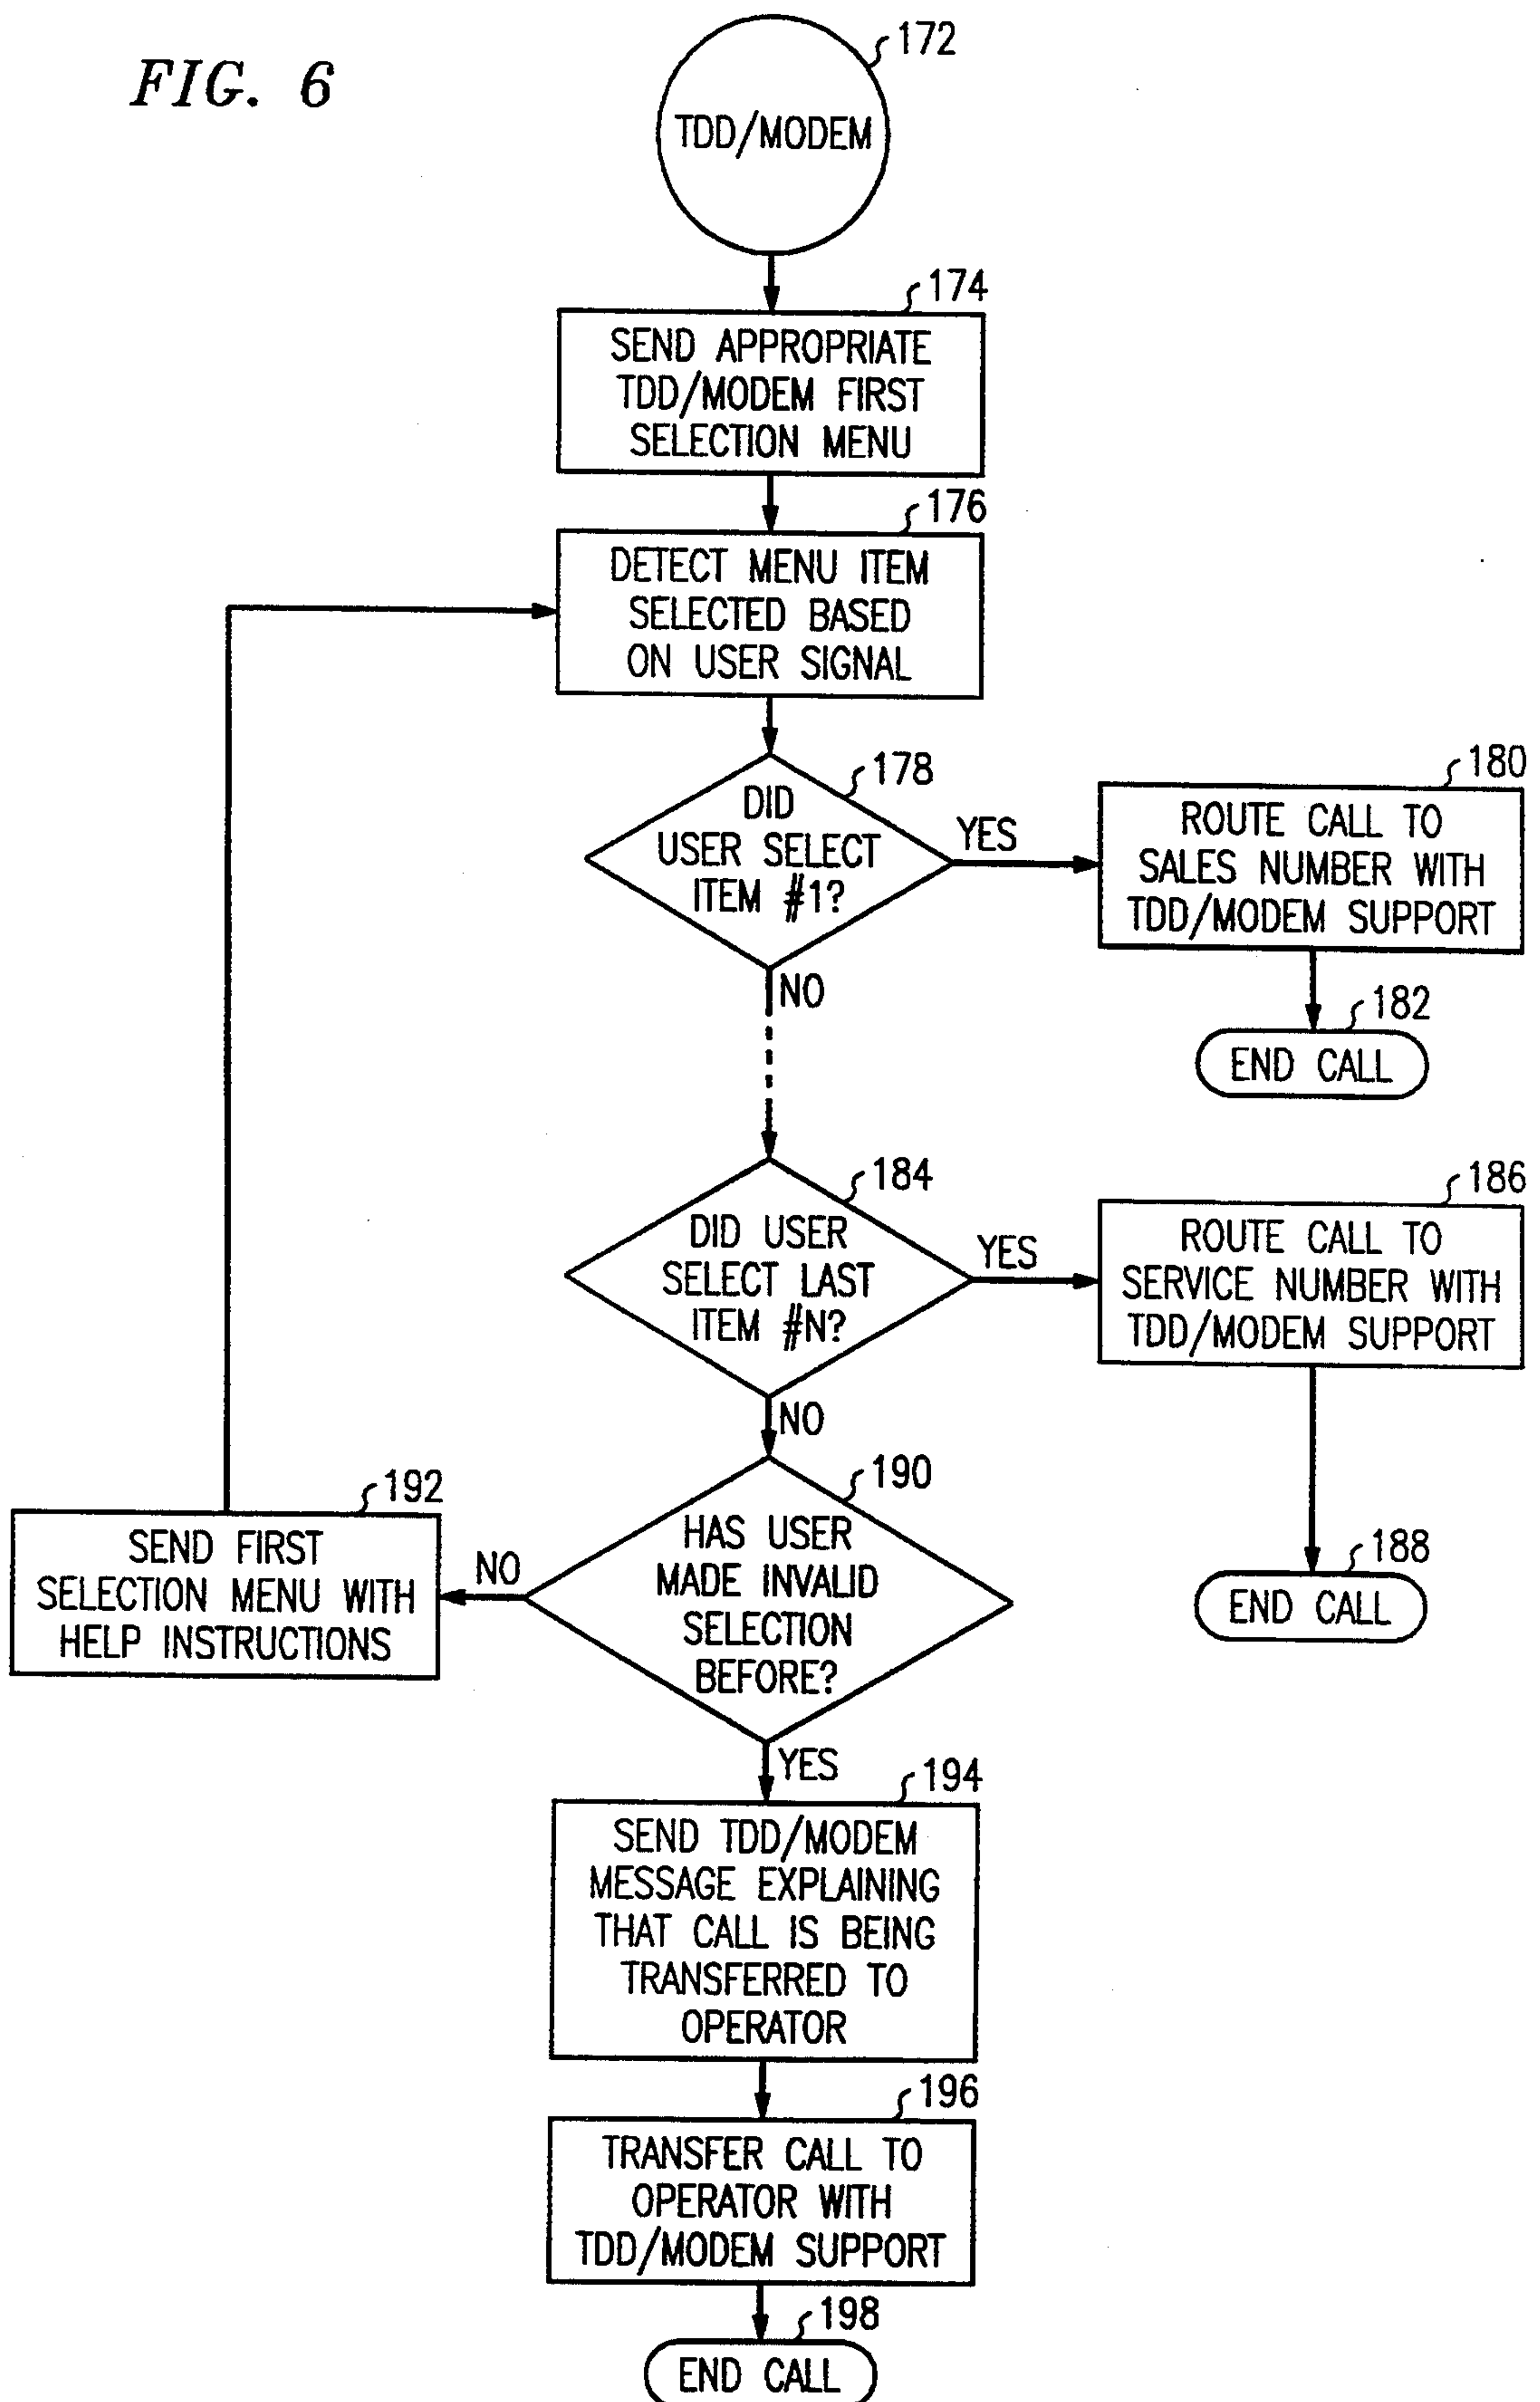 FIG. 6
172
TDD/MODEM
174
SEND APPROPRIATE
TDD/MODEM FIRST
SELECTION MENU
176
DETECT MENU ITEM
SELECTED BASED
ON USER SIGNAL
178
DID
USER SELECT
ITEM #1?
YES
NO
180
ROUTE CALL TO
SALES NUMBER WITH
TDD/MODEM SUPPORT
182
END CALL
184
DID USER
SELECT LAST
ITEM #N?
YES
NO
186
ROUTE CALL TO
SERVICE NUMBER WITH
TDD/MODEM SUPPORT
188
END CALL
190
HAS USER
MADE INVALID
SELECTION
BEFORE?
NO
YES
192
SEND FIRST
SELECTION MENU WITH
HELP INSTRUCTIONS
194
SEND TDD/MODEM
MESSAGE EXPLAINING
THAT CALL IS BEING
TRANSFERRED TO
OPERATOR
196
TRANSFER CALL TO
OPERATOR WITH
TDD/MODEM SUPPORT
198
END CALL